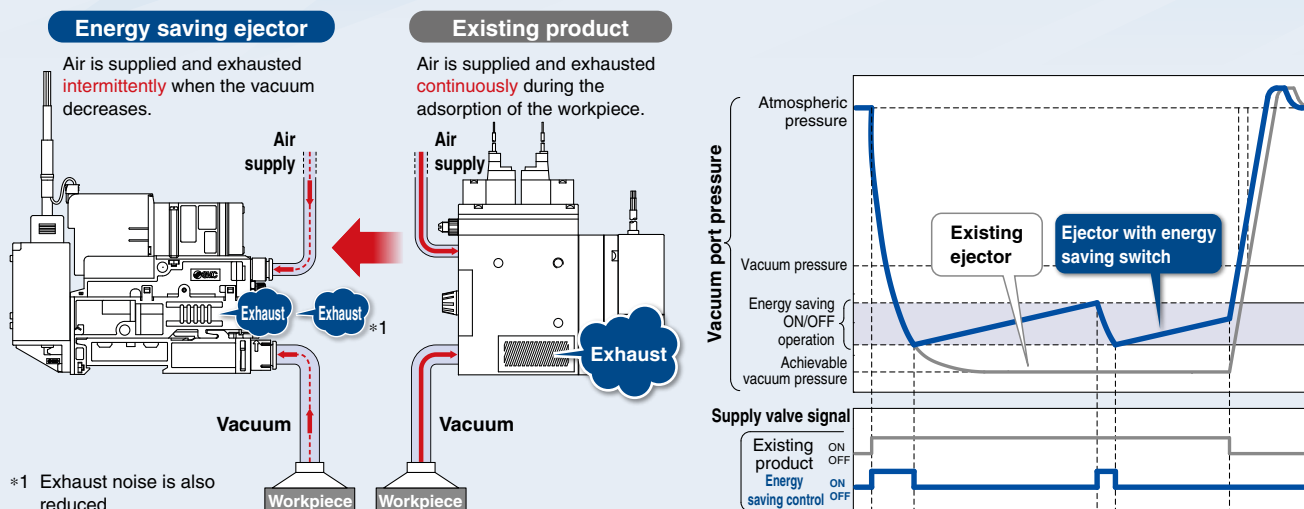 Energy saving ejector
Air is supplied and exhausted
intermittently when the vacuum
decreases.
Air
supply
SMC
Exhaust
Exhaust
*1
Vacuum
Workpiece
*1 Exhaust noise is also
reduced
Existing product
Air is supplied and exhausted
continuously during the
adsorption of the workpiece.
Air
supply
Exhaust
Vacuum
Workpiece
Vacuum port pressure
Atmospheric
pressure
Vacuum pressure
Energy saving
ON/OFF
operation
Achievable
vacuum pressure
Existing
ejector
Ejector with energy
saving switch
Supply valve signal
Existing
product
ON
OFF
Energy
saving control
ON
OFF